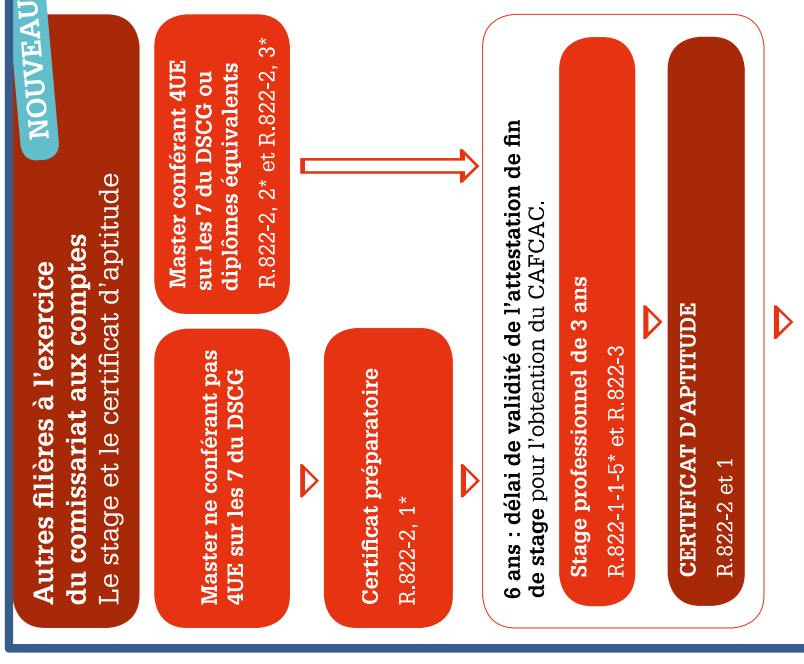 NOUVEAU
Autres filières à l'exercice
du comissariat aux comptes
Le stage et le certificat d'aptitude
Master ne conférant pas
4UE sur les 7 du DSCG
Master conférant 4UE
sur les 7 du DSCG ou
diplômes équivalents
R.822-2, 2* et R.822-2, 3*
Certificat préparatoire
R.822-2, 1*
6 ans : délai de validité de l'attestation de fin
de stage pour l'obtention du CAFCAC.
Stage professionnel de 3 ans
R.822-1-1-5* et R.822-3
CERTIFICAT D'APTITUDE
R.822-2 et 1